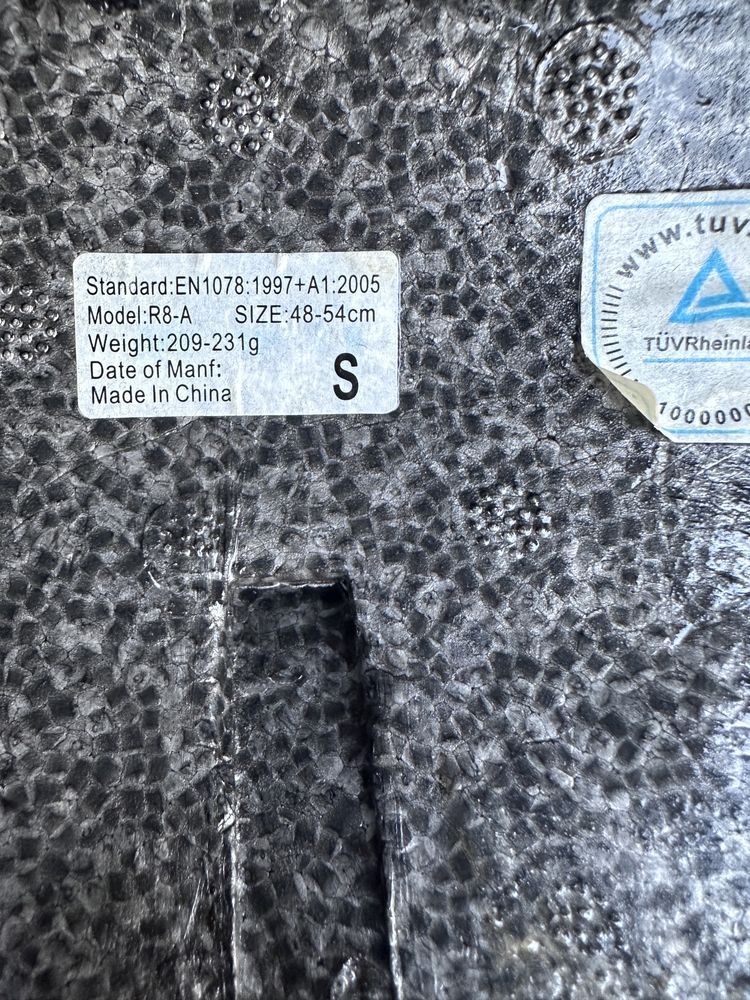 Standard:EN1078:1997+A1:2005
Model:R8-A SIZE:48-54cm
Weight:209-231g
Date of Manf:
Made In China
S
www.tuv.
TÜVRheinla
1000000